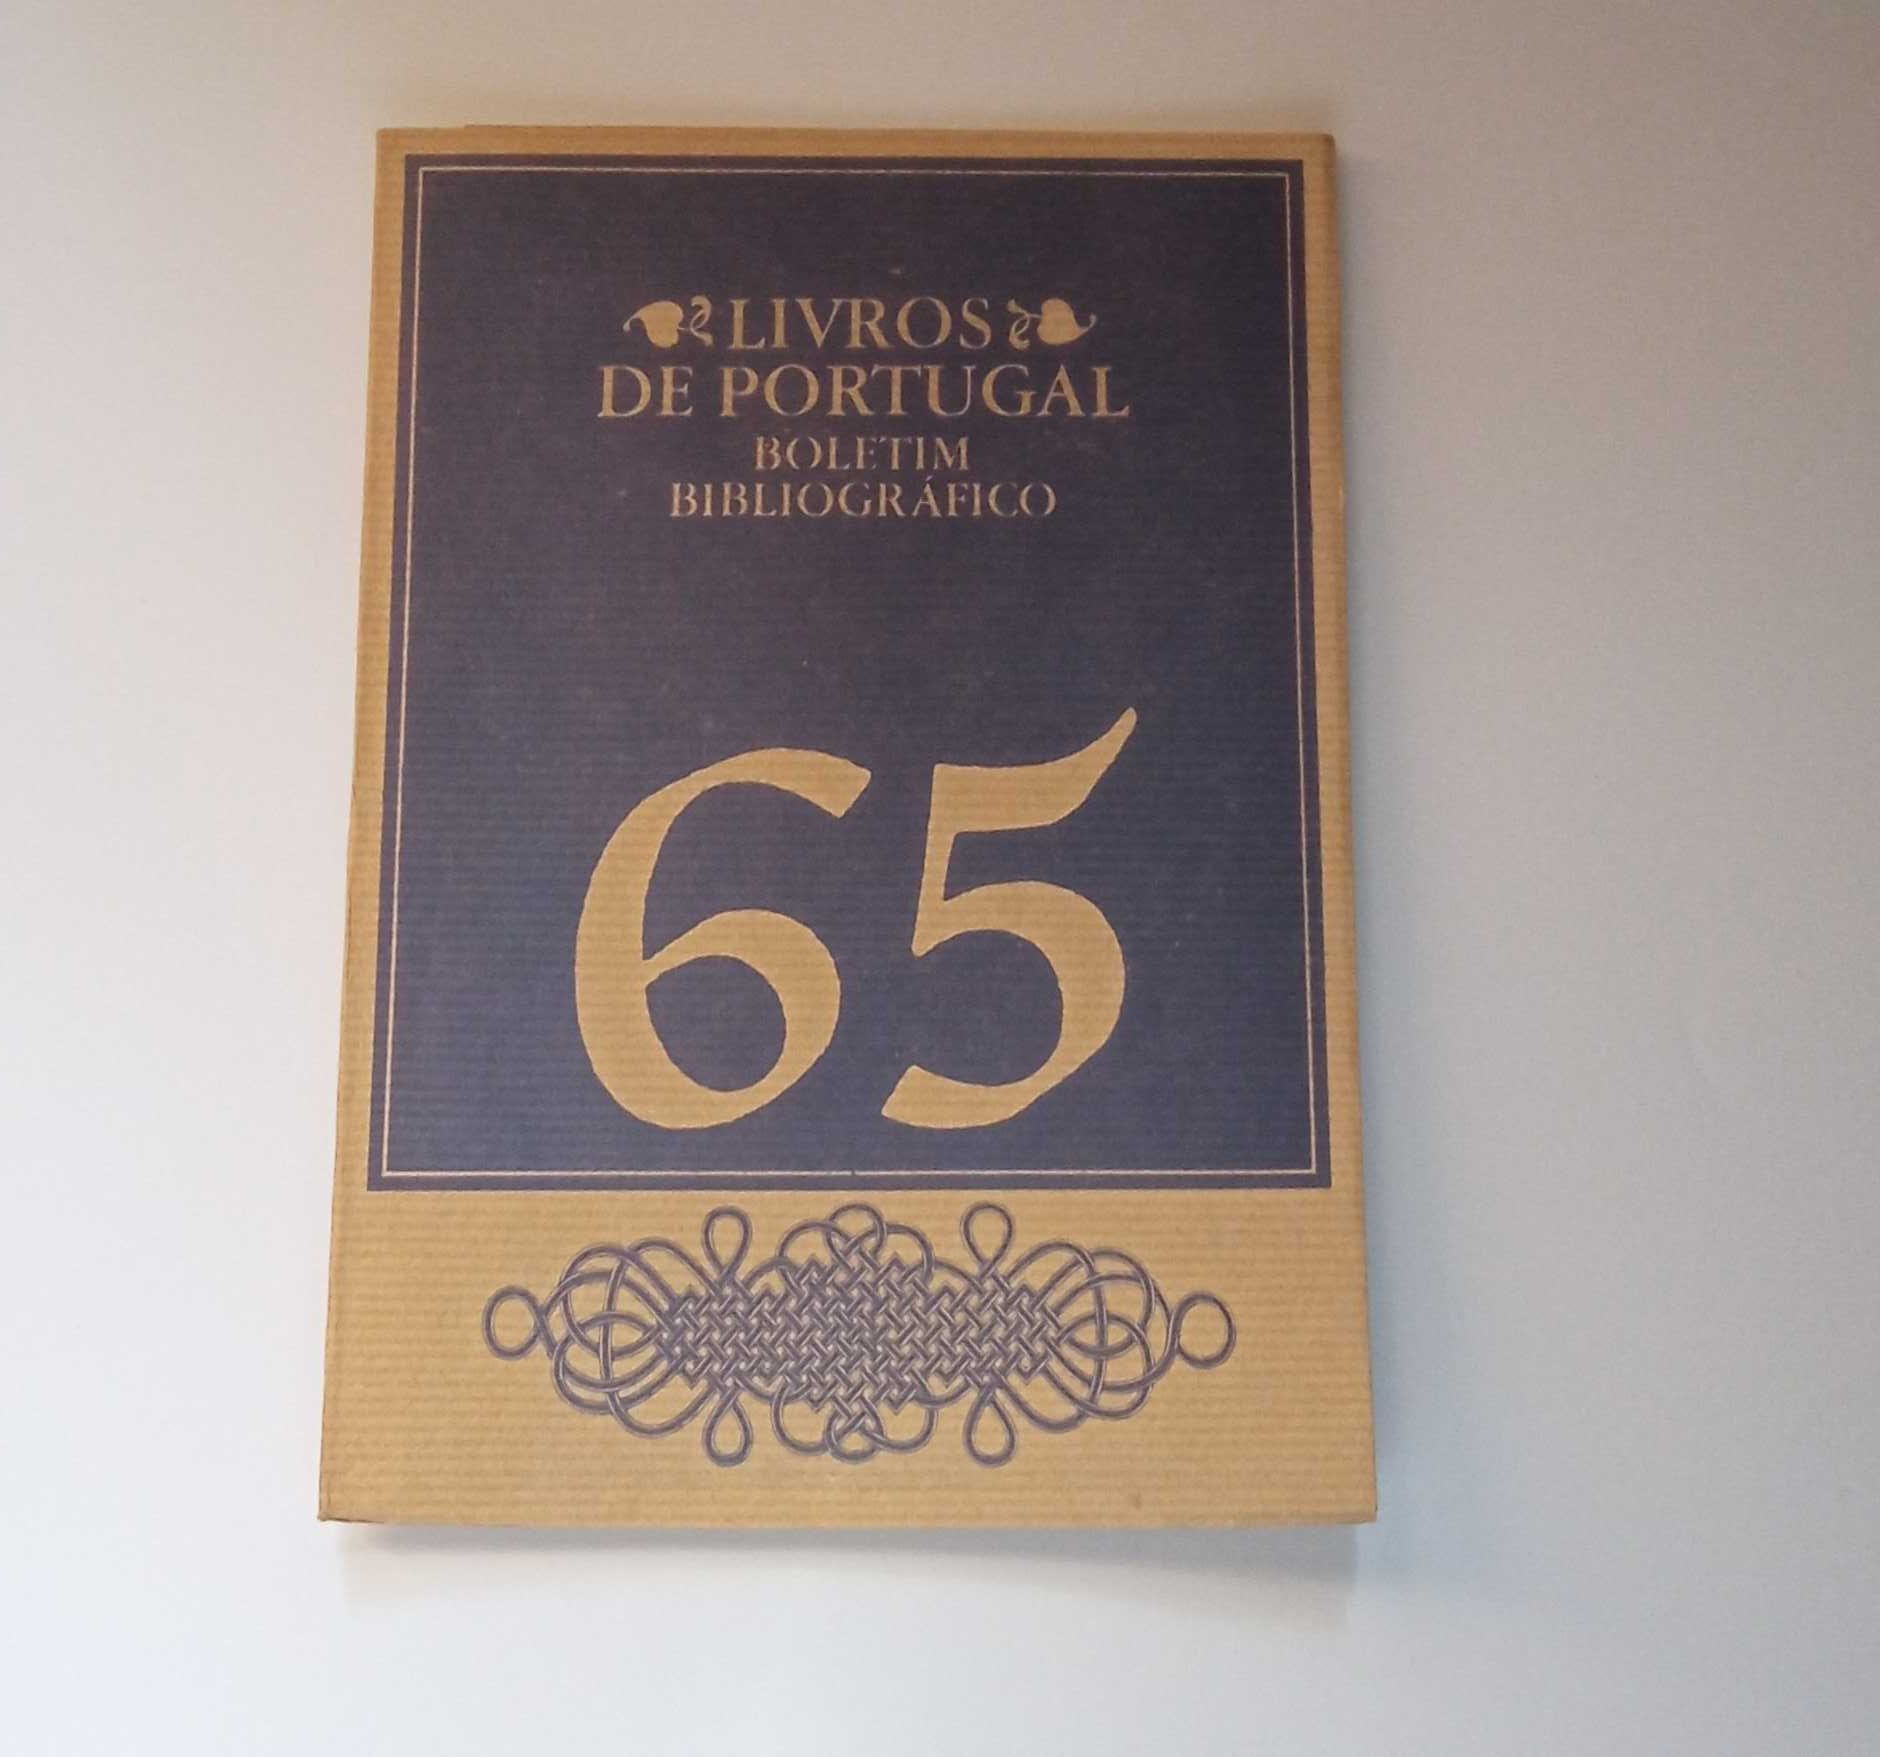 LIVROS
DE PORTUGAL
BOLETIM
BIBLIOGRÁFICO
65